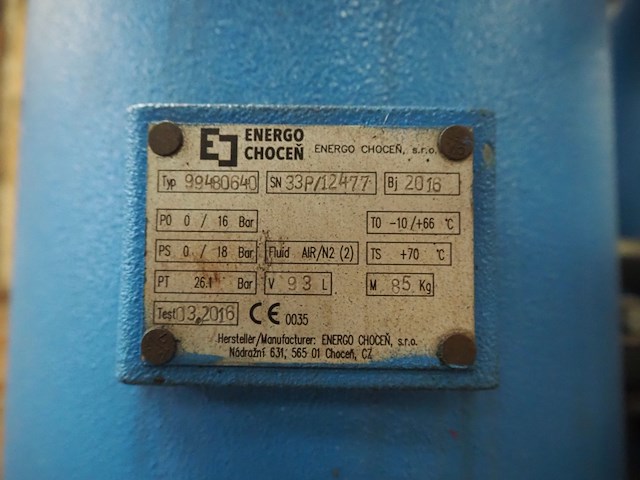 ENERGO
CHOCEŇ
ENERGO CHOCEŇ, s.r.o.
Typ 99480640 SN 33P/12477 Bj 2016
PO 0 / 16 Bar TO -10/+66 °C
PS 0 / 18 Bar Fluid AIR/N2 (2) TS +70 °C
PT 26.1 Bar V 93 L M 85 Kg
Test 03.2016 CE 0035
Hersteller/Manufacturer: ENERGO CHOCEŇ, s.r.o.
Nádražní 631, 565 01 Choceň, CZ